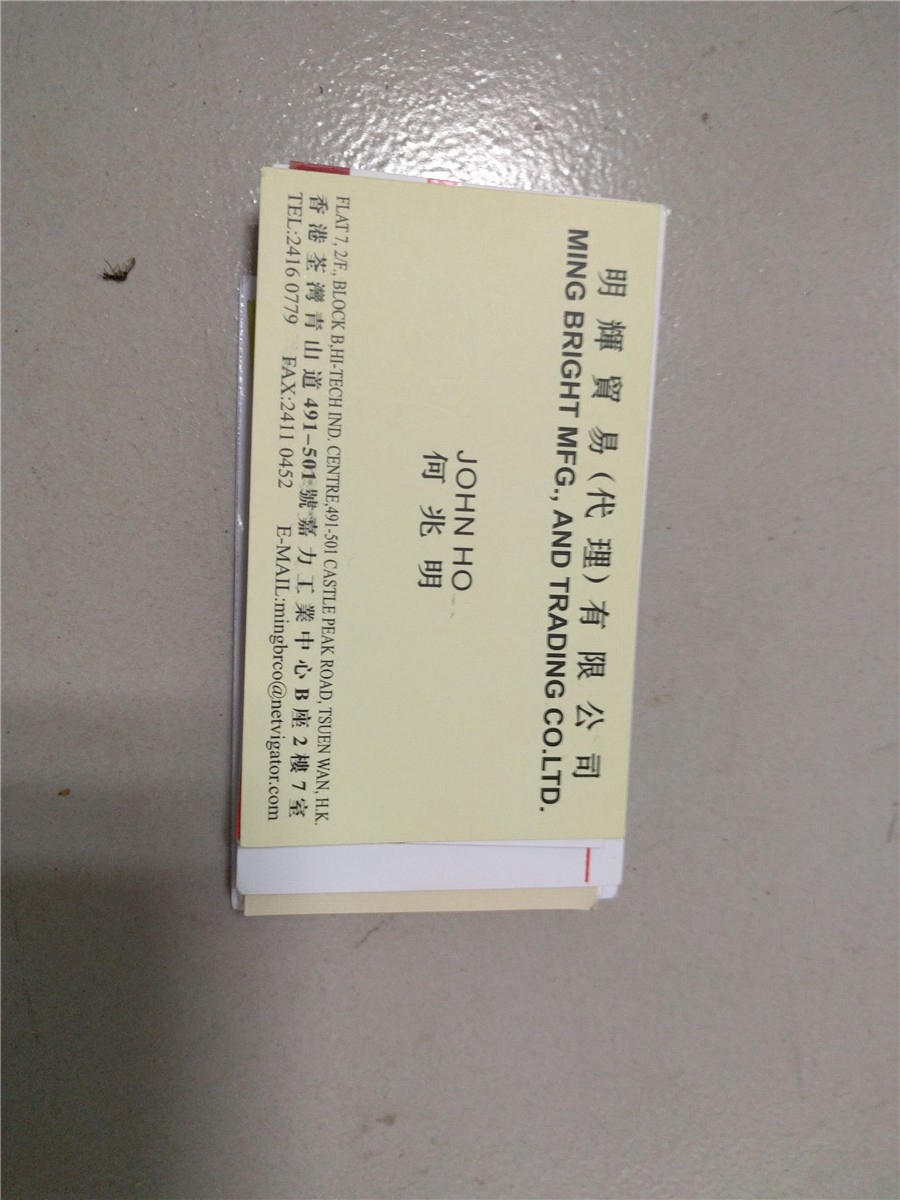 明輝貿易(代理)有限公司
MING BRIGHT MFG., AND TRADING CO.LTD.
JOHN HO
何兆明
FLAT 7, 2/F., BLOCK B,HI-TECH IND. CENTRE,491-501 CASTLE PEAK ROAD, TSUEN WAN, H.K.
香港荃灣青山道491-501號嘉力工業中心B座2樓7室
TEL:2416 0779 FAX:2411 0452 E-MAIL:mingbrco@netvigator.com